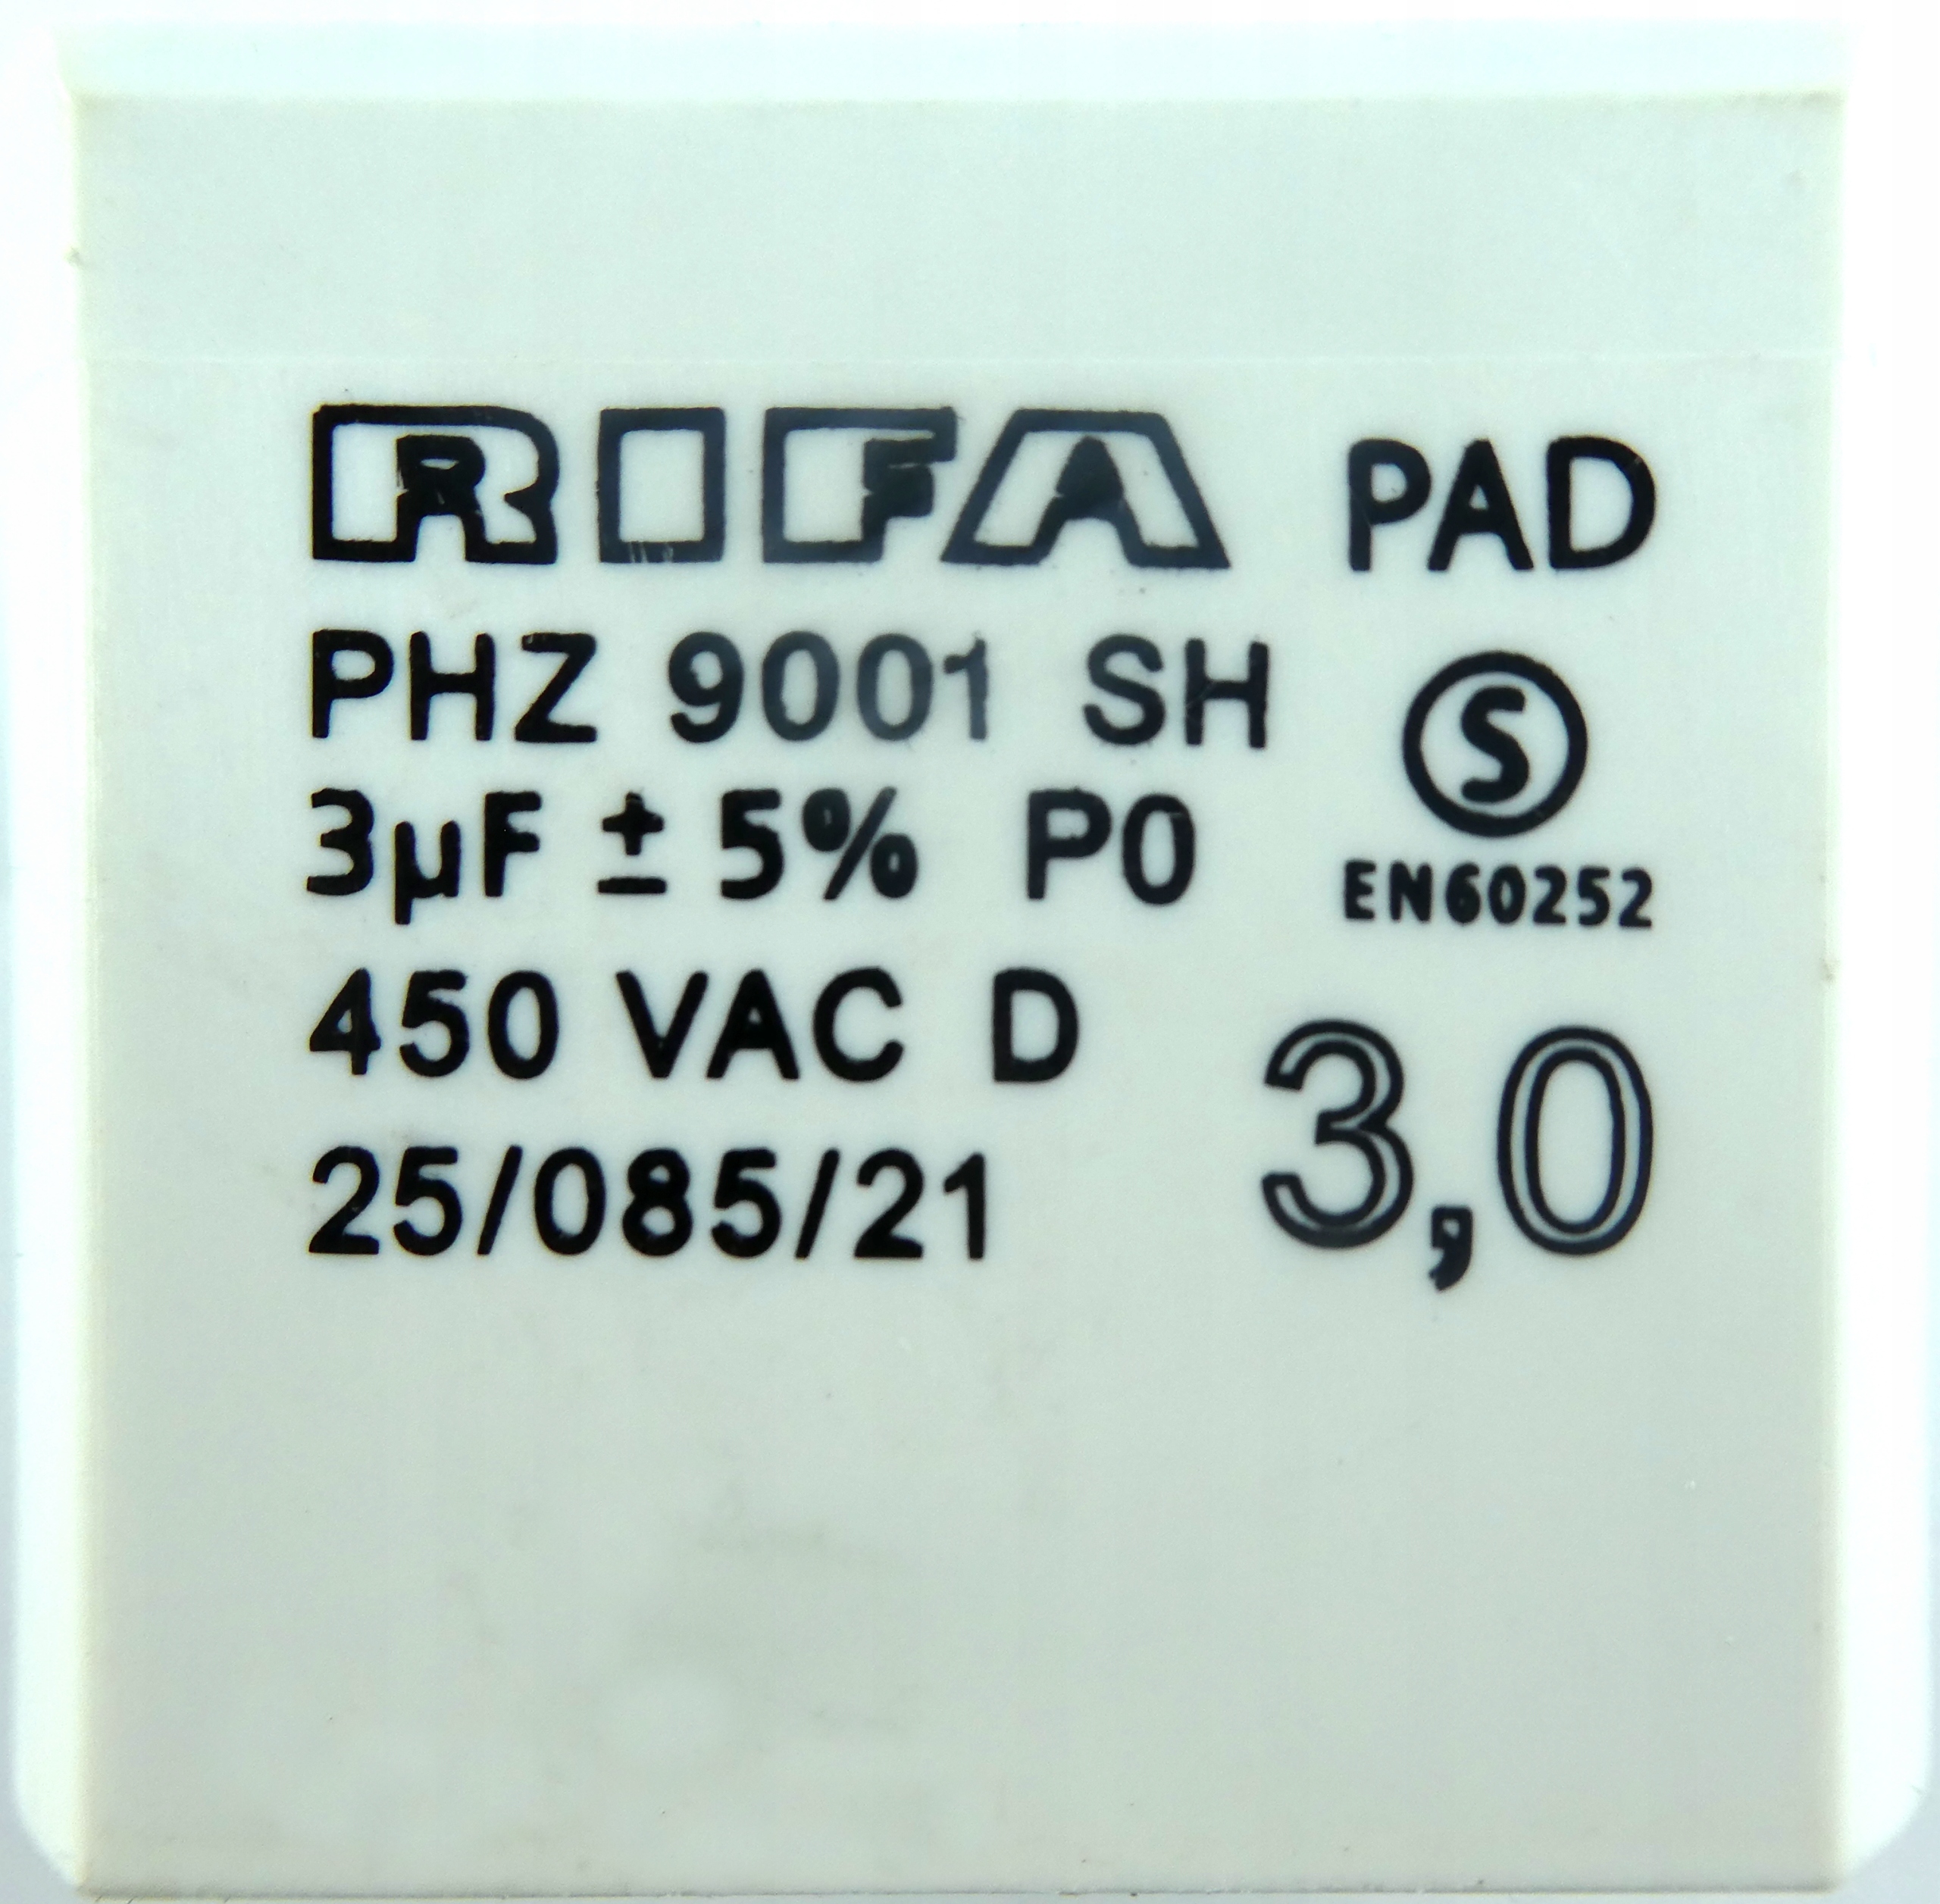 RIFA PAD
PHZ 9001 SH
S
3µF ± 5% P0
EN60252
450 VAC D
3,0
25/085/21